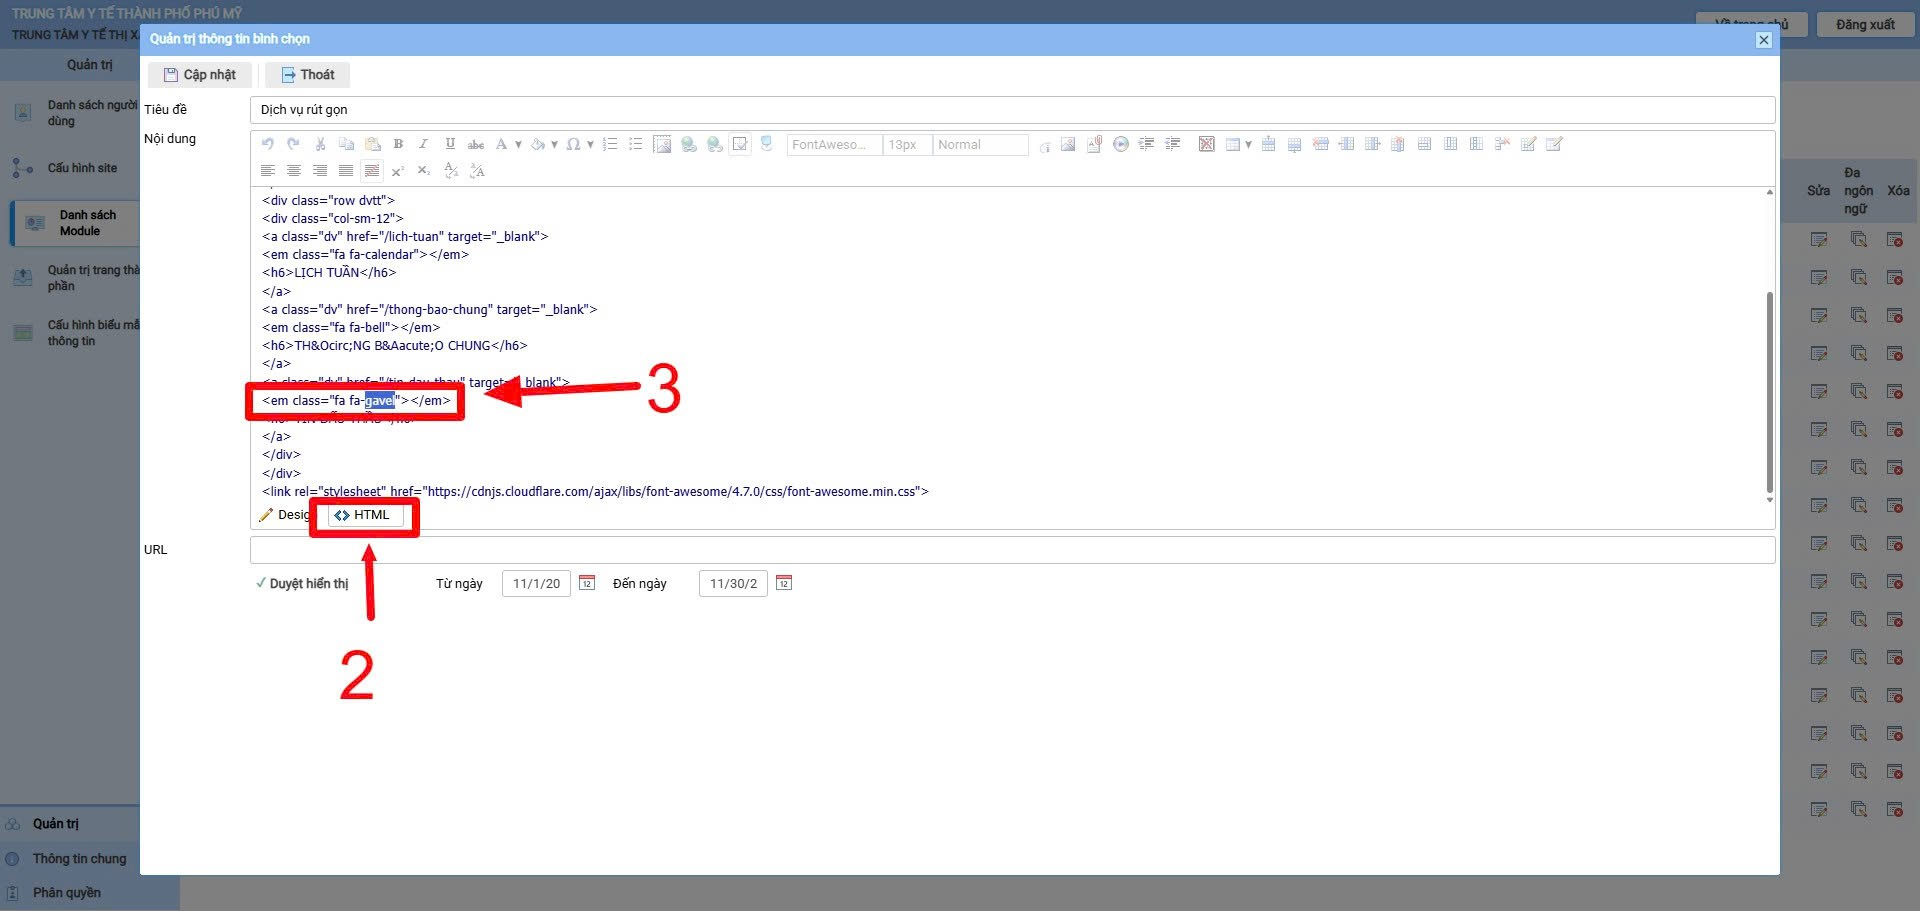 TRUNG TÂM Y TẾ THÀNH PHỐ PHÚ MỸ
TRUNG TÂM Y TẾ THỊ X
Về trang chủ
Đăng xuất
Quản trị thông tin bình chọn
Quản trị
Cập nhật
Thoát
Danh sách người dùng
Cấu hình site
Danh sách Module
Quản trị trang thà
phần
Cấu hình biểu mẫ
thông tin
Tiêu đề
Dịch vụ rút gọn
Nội dung
FontAweso...
13px
Normal
<div class="row dvtt">
<div class="col-sm-12">
<a class="dv" href="/lich-tuan" target="_blank">
<em class="fa fa-calendar"></em>
<h6>LỊCH TUẦN</h6>
</a>
<a class="dv" href="/thong-bao-chung" target="_blank">
<em class="fa fa-bell"></em>
<h6>TH&Ocirc;NG B&Aacute;O CHUNG</h6>
</a>
<a class="dv" href="/tin-dau-thau" target="_blank">
<em class="fa fa-gavel"></em>
</a>
</div>
</div>
<link rel="stylesheet" href="https://cdnjs.cloudflare.com/ajax/libs/font-awesome/4.7.0/css/font-awesome.min.css">
3
Desig
HTML
2
URL
Duyệt hiển thị
Từ ngày
11/1/20
Đến ngày
11/30/2
Sửa
Đa ngôn ngữ
Xóa
Quản trị
Thông tin chung
Phân quyền